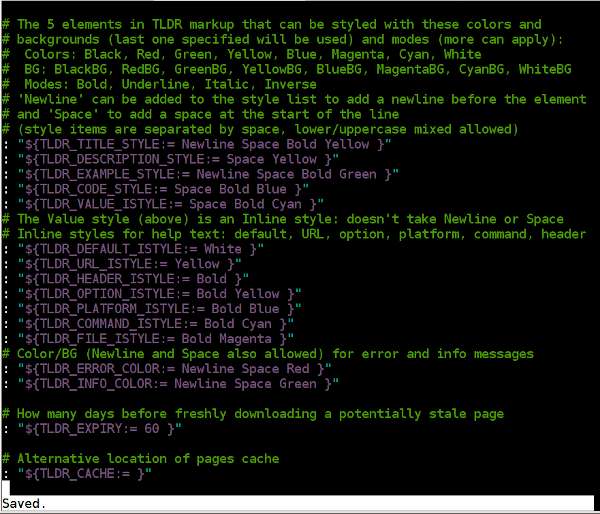 # The 5 elements in TLDR markup that can be styled with these colors and
# backgrounds (last one specified will be used) and modes (more can apply):
#  Colors: Black, Red, Green, Yellow, Blue, Magenta, Cyan, White
#  BG: BlackBG, RedBG, GreenBG, YellowBG, BlueBG, MagentaBG, CyanBG, WhiteBG
#  Modes: Bold, Underline, Italic, Inverse
# 'Newline' can be added to the style list to add a newline before the element
# and 'Space' to add a space at the start of the line
# (style items are separated by space, lower/uppercase mixed allowed)
: "${TLDR_TITLE_STYLE:= Newline Space Bold Yellow }"
: "${TLDR_DESCRIPTION_STYLE:= Space Yellow }"
: "${TLDR_EXAMPLE_STYLE:= Newline Space Bold Green }"
: "${TLDR_CODE_STYLE:= Space Bold Blue }"
: "${TLDR_VALUE_ISTYLE:= Space Bold Cyan }"
# The Value style (above) is an Inline style: doesn't take Newline or Space
# Inline styles for help text: default, URL, option, platform, command, header
: "${TLDR_DEFAULT_ISTYLE:= White }"
: "${TLDR_URL_ISTYLE:= Yellow }"
: "${TLDR_HEADER_ISTYLE:= Bold }"
: "${TLDR_OPTION_ISTYLE:= Bold Yellow }"
: "${TLDR_PLATFORM_ISTYLE:= Bold Blue }"
: "${TLDR_COMMAND_ISTYLE:= Bold Cyan }"
: "${TLDR_FILE_ISTYLE:= Bold Magenta }"
# Color/BG (Newline and Space also allowed) for error and info messages
: "${TLDR_ERROR_COLOR:= Newline Space Red }"
: "${TLDR_INFO_COLOR:= Newline Space Green }"
# How many days before freshly downloading a potentially stale page
: "${TLDR_EXPIRY:= 60 }"
# Alternative location of pages cache
: "${TLDR_CACHE:= }"
Saved.